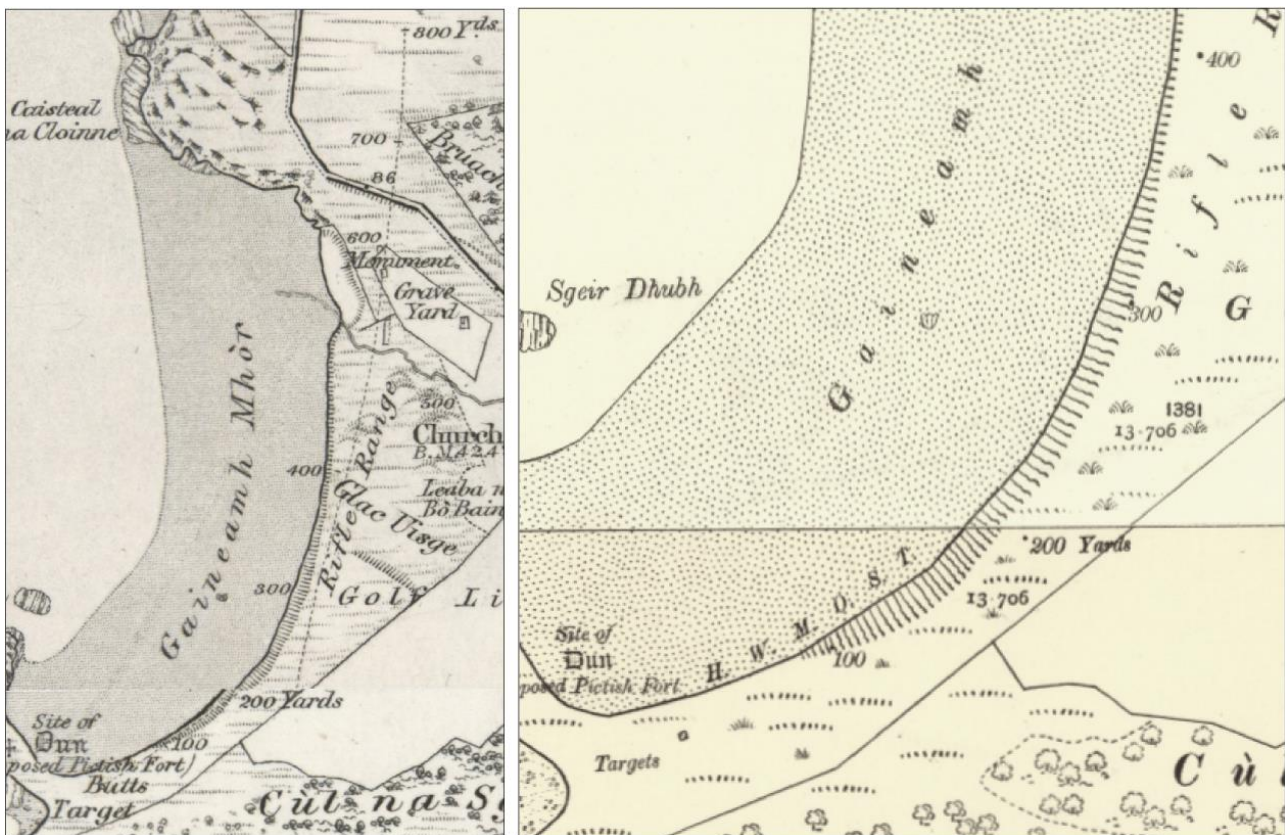 800 Yds.
Caisteal
na Cloinne
700
Bruach
86
600
Monument
Grave
Yard
Gaineamh Mhòr
500
Church
B.M. 42.4
Rifle Range
400
Leaba n
Bò Bain
Glac Uisge
300
Golf Li
200 Yards
Site of
Dun
posed Pictish Fort)
100
Butts
Target
Cùl na S
400
Gaineamh
Rifle R
Sgeir Dhubh
300
G
1381
13·706
200 Yards
H. W. M. O. S. T.
13·706
Site of
Dun
posed Pictish Fort
100
Targets
Cùl